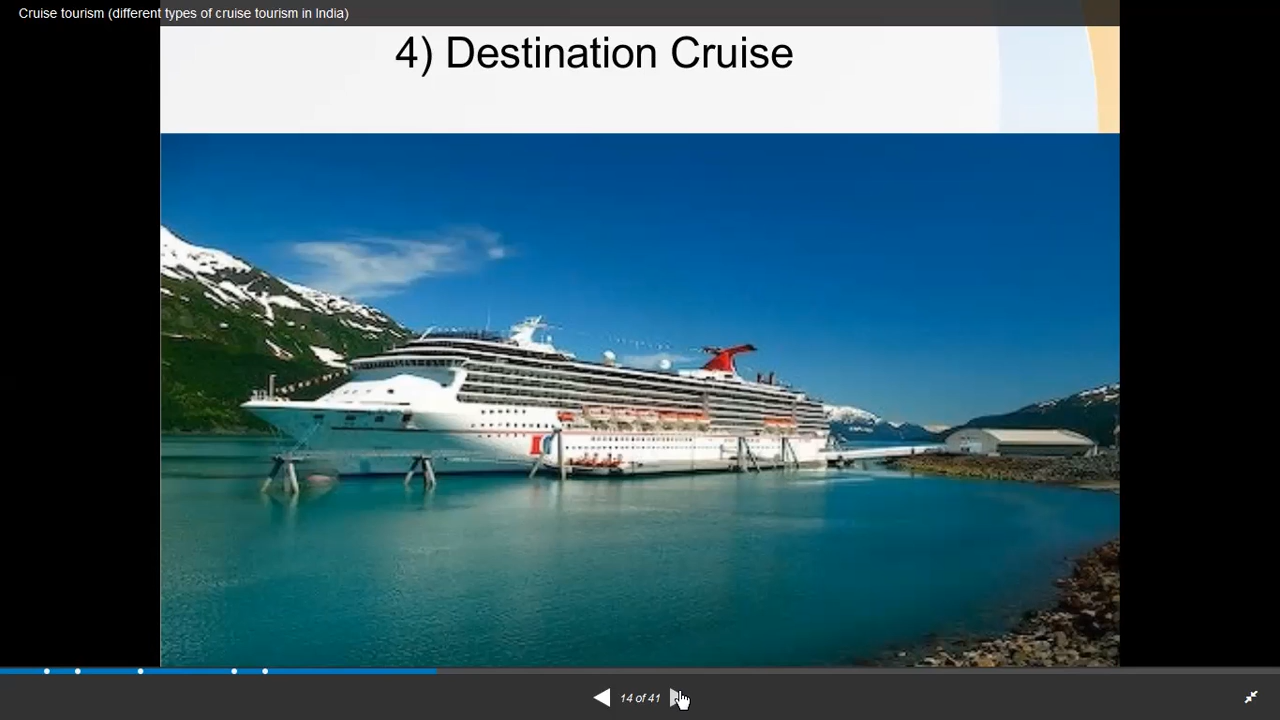 Cruise tourism (different types of cruise tourism in India)
4) Destination Cruise
14 of 41